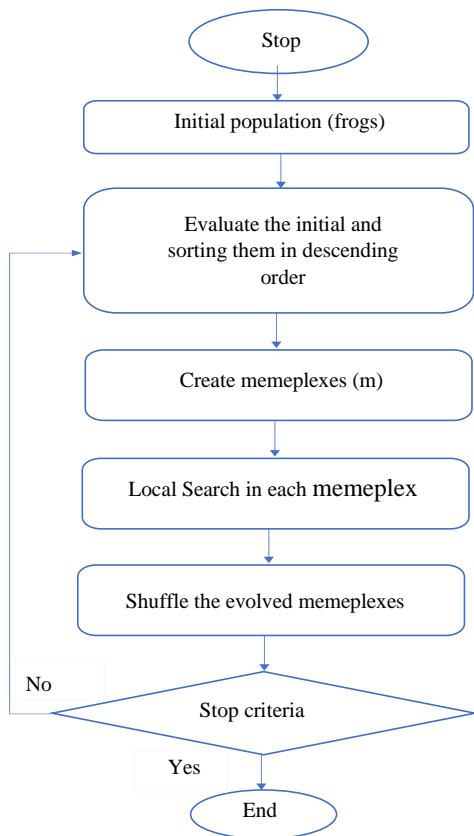 Stop
Initial population (frogs)
Evaluate the initial and
sorting them in descending
order
Create memeplexes (m)
Local Search in each memeplex
Shuffle the evolved memeplexes
No
Stop criteria
Yes
End